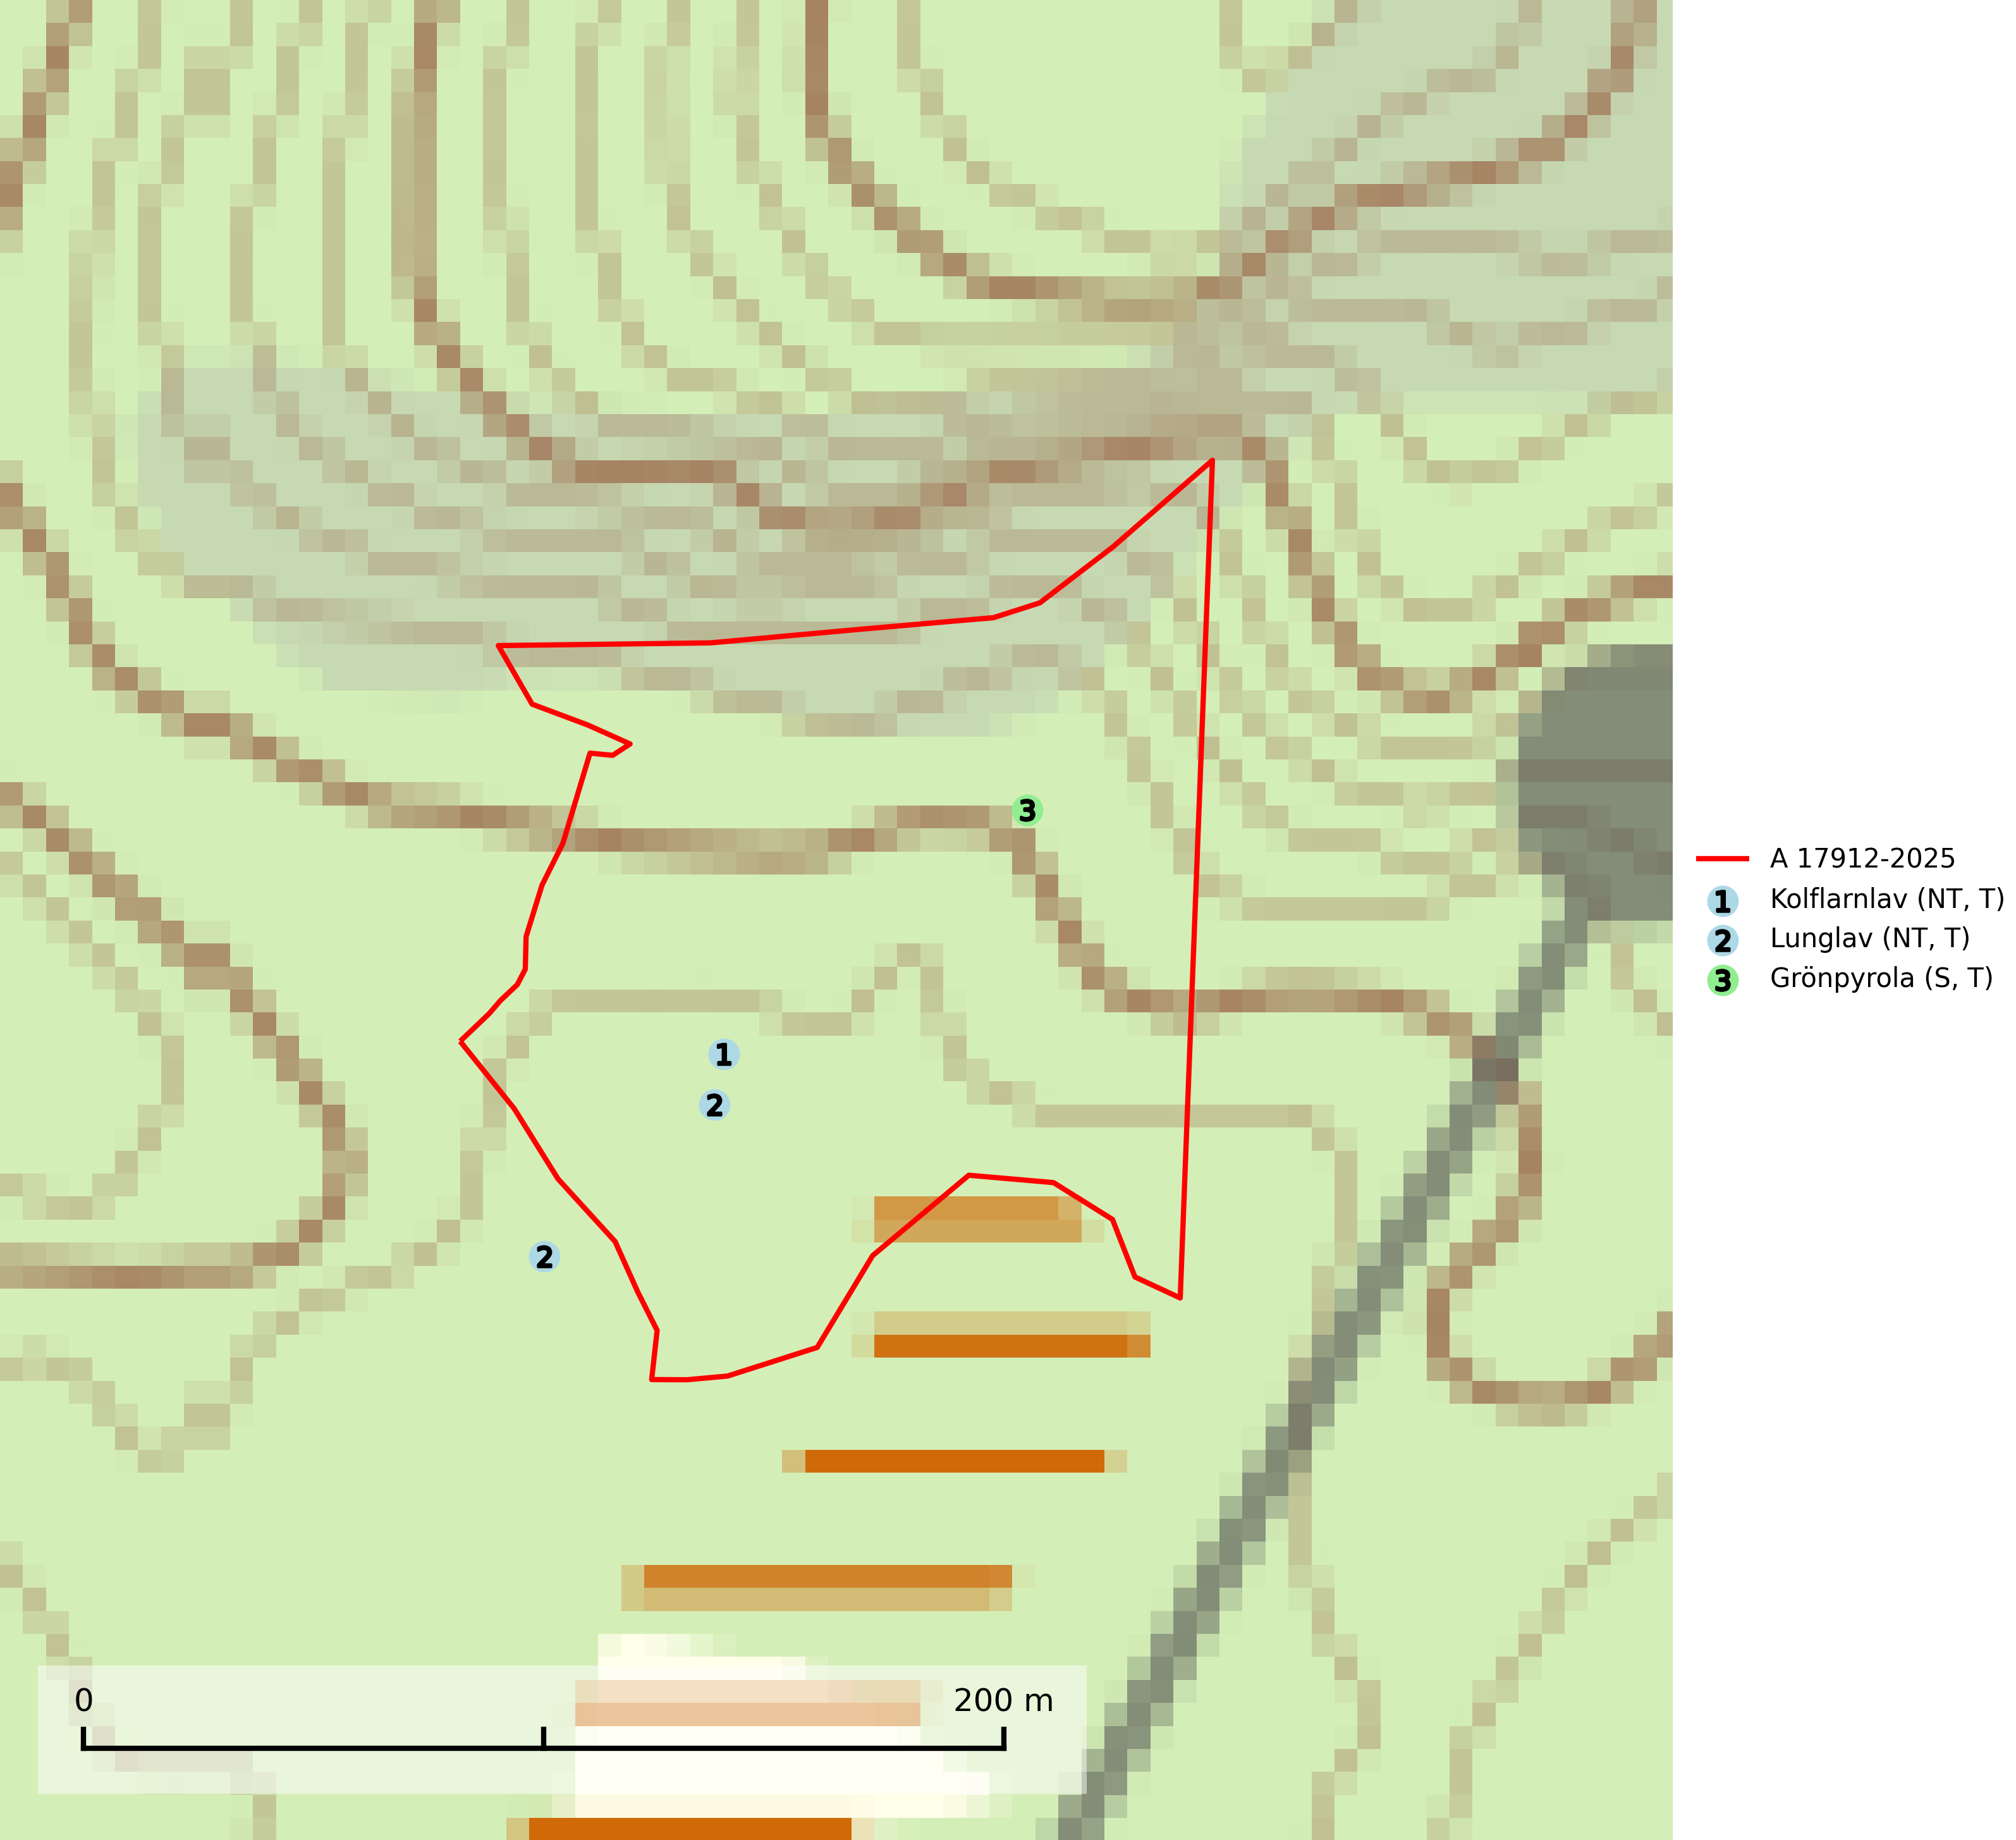 3
1
2
2
0
200 m
A 17912-2025
1 Kolflarnlav (NT, T)
2 Lunglav (NT, T)
3 Grönpyrola (S, T)